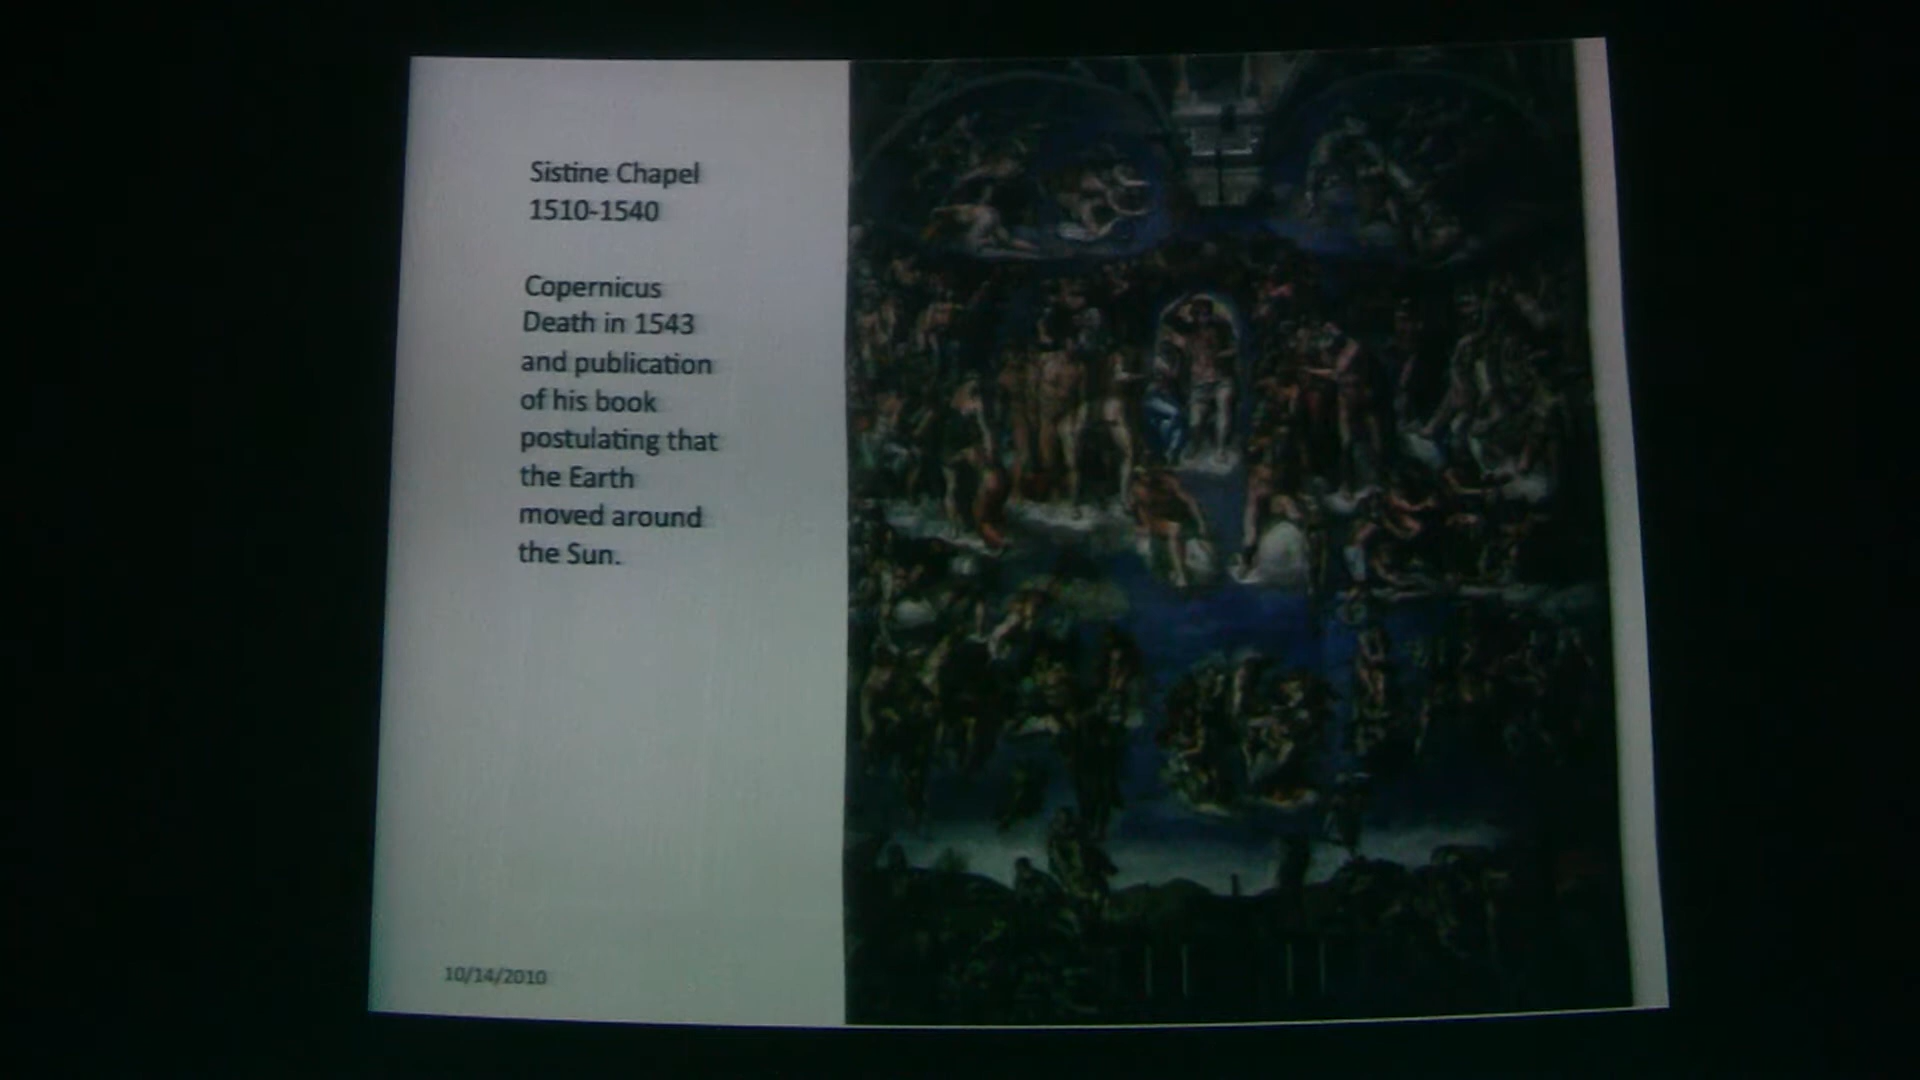 Sistine Chapel
1510-1540
Copernicus
Death in 1543
and publication
of his book
postulating that
the Earth
moved around
the Sun.
10/14/2010